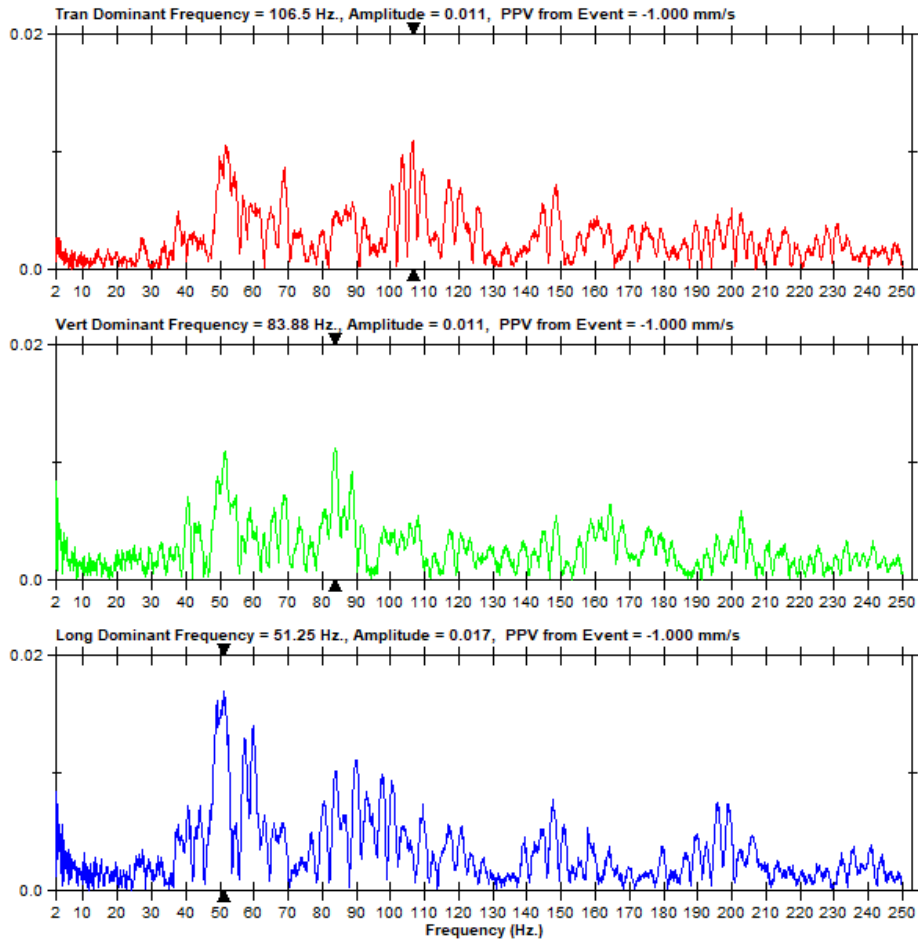 Tran Dominant Frequency = 106.5 Hz., Amplitude = 0.011, PPV from Event = -1.000 mm/s
0.02
0.0
2 10 20 30 40 50 60 70 80 90 100 110 120 130 140 150 160 170 180 190 200 210 220 230 250
Vert Dominant Frequency = 83.88 Hz., Amplitude = 0.011, PPV from Event = -1.000 mm/s
0.02
0.0
2 10 20 30 40 50 60 70 80 90 100 110 120 130 140 150 160 170 180 190 200 210 220 230 250
Long Dominant Frequency = 51.25 Hz., Amplitude = 0.017, PPV from Event = -1.000 mm/s
0.02
0.0
2 10 20 30 40 50 60 70 80 90 100 110 120 130 140 150 160 170 180 190 200 210 220 230 250
Frequency (Hz.)